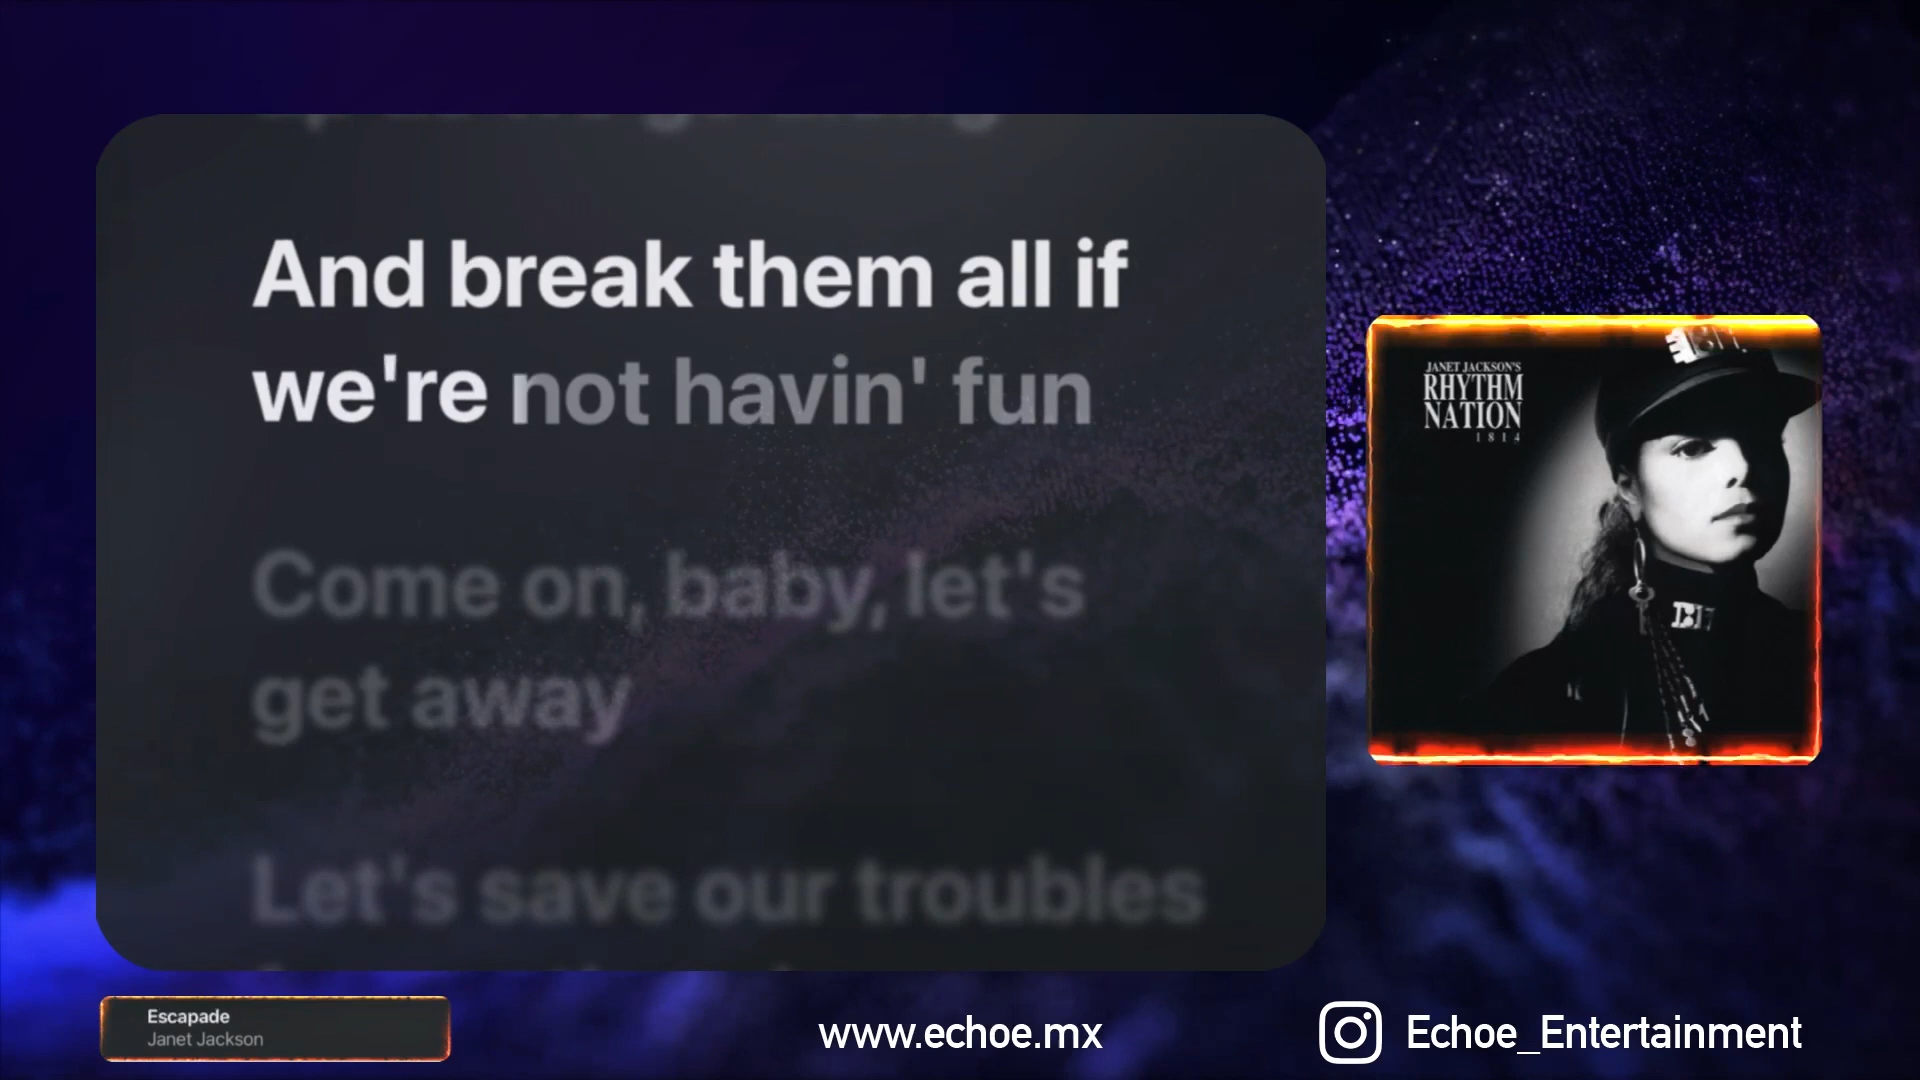 And break them all if
we're not havin' fun
Come on, baby, let's
get away
Let's save our troubles
JANET JACKSON'S
RHYTHM
NATION
1814
Escapade
Janet Jackson
www.echoe.mx
Echoe_Entertainment